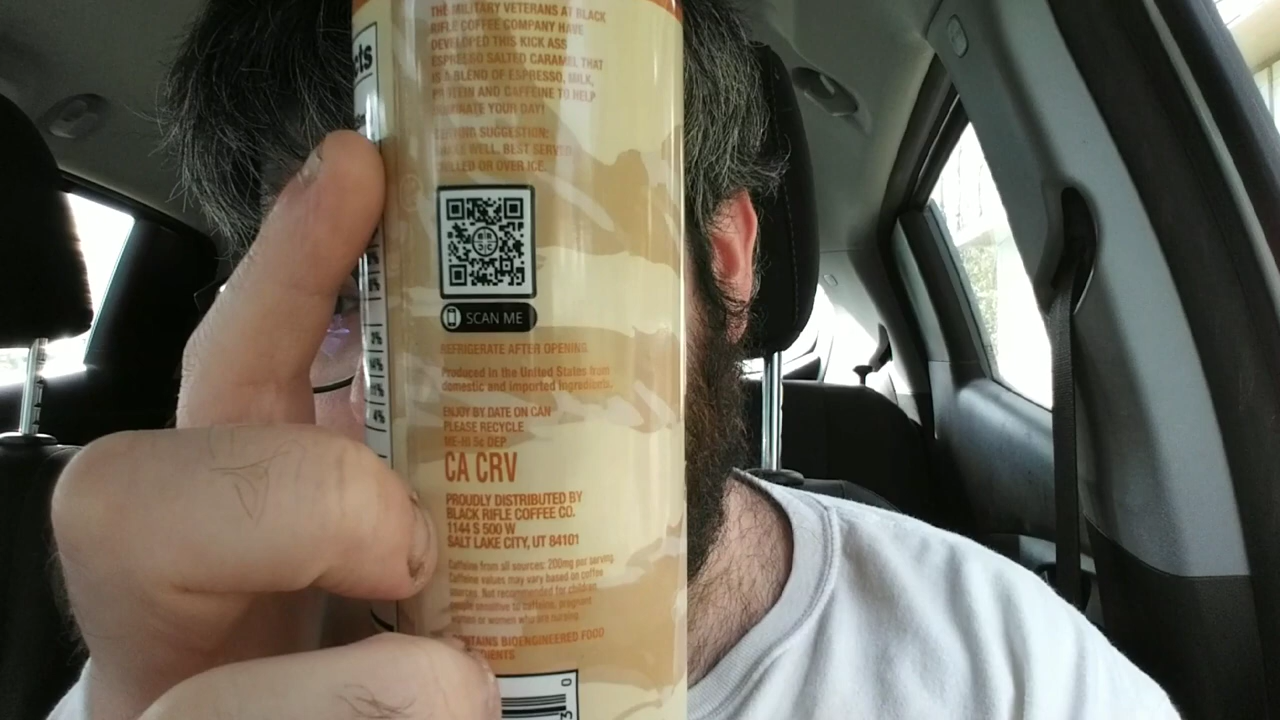 THE MILITARY VETERANS AT BLACK
RIFLE COFFEE COMPANY HAVE
DEVELOPED THIS KICK ASS
ESPRESSO SALTED CARAMEL THAT
IS A BLEND OF ESPRESSO, MILK,
PROTEIN AND CAFFEINE TO HELP
YOUR DAY!
SERVING SUGGESTION:
SHAKE WELL. BEST SERVED
CHILLED OR OVER ICE.
SCAN ME
REFRIGERATE AFTER OPENING.
Produced in the United States from
domestic and imported ingredients.
ENJOY BY DATE ON CAN
PLEASE RECYCLE
ME-HI 5¢ DEP
CA CRV
PROUDLY DISTRIBUTED BY
BLACK RIFLE COFFEE CO.
1144 S 500 W
SALT LAKE CITY, UT 84101
Caffeine from all sources: 200mg per serving.
Caffeine values may vary based on coffee
sources. Not recommended for children
people sensitive to caffeine, pregnant
women or women who are nursing.
CONTAINS BIOENGINEERED FOOD
cts
3%
4%
0
3